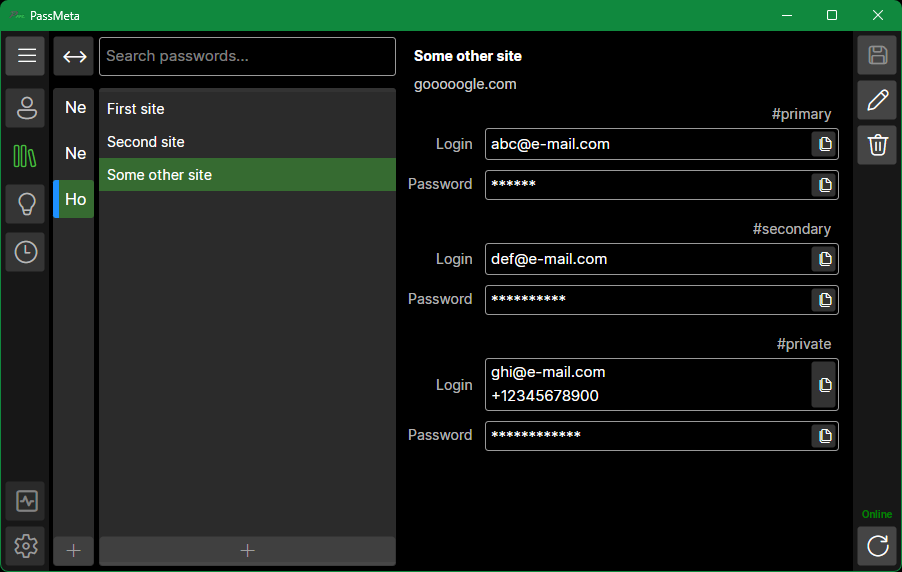 PassMeta
Search passwords...
Ne
Ne
Ho
First site
Second site
Some other site
Some other site
gooooogle.com
#primary
Login abc@e-mail.com
Password ******
#secondary
Login def@e-mail.com
Password **********
#private
Login ghi@e-mail.com
+12345678900
Password ************
Online